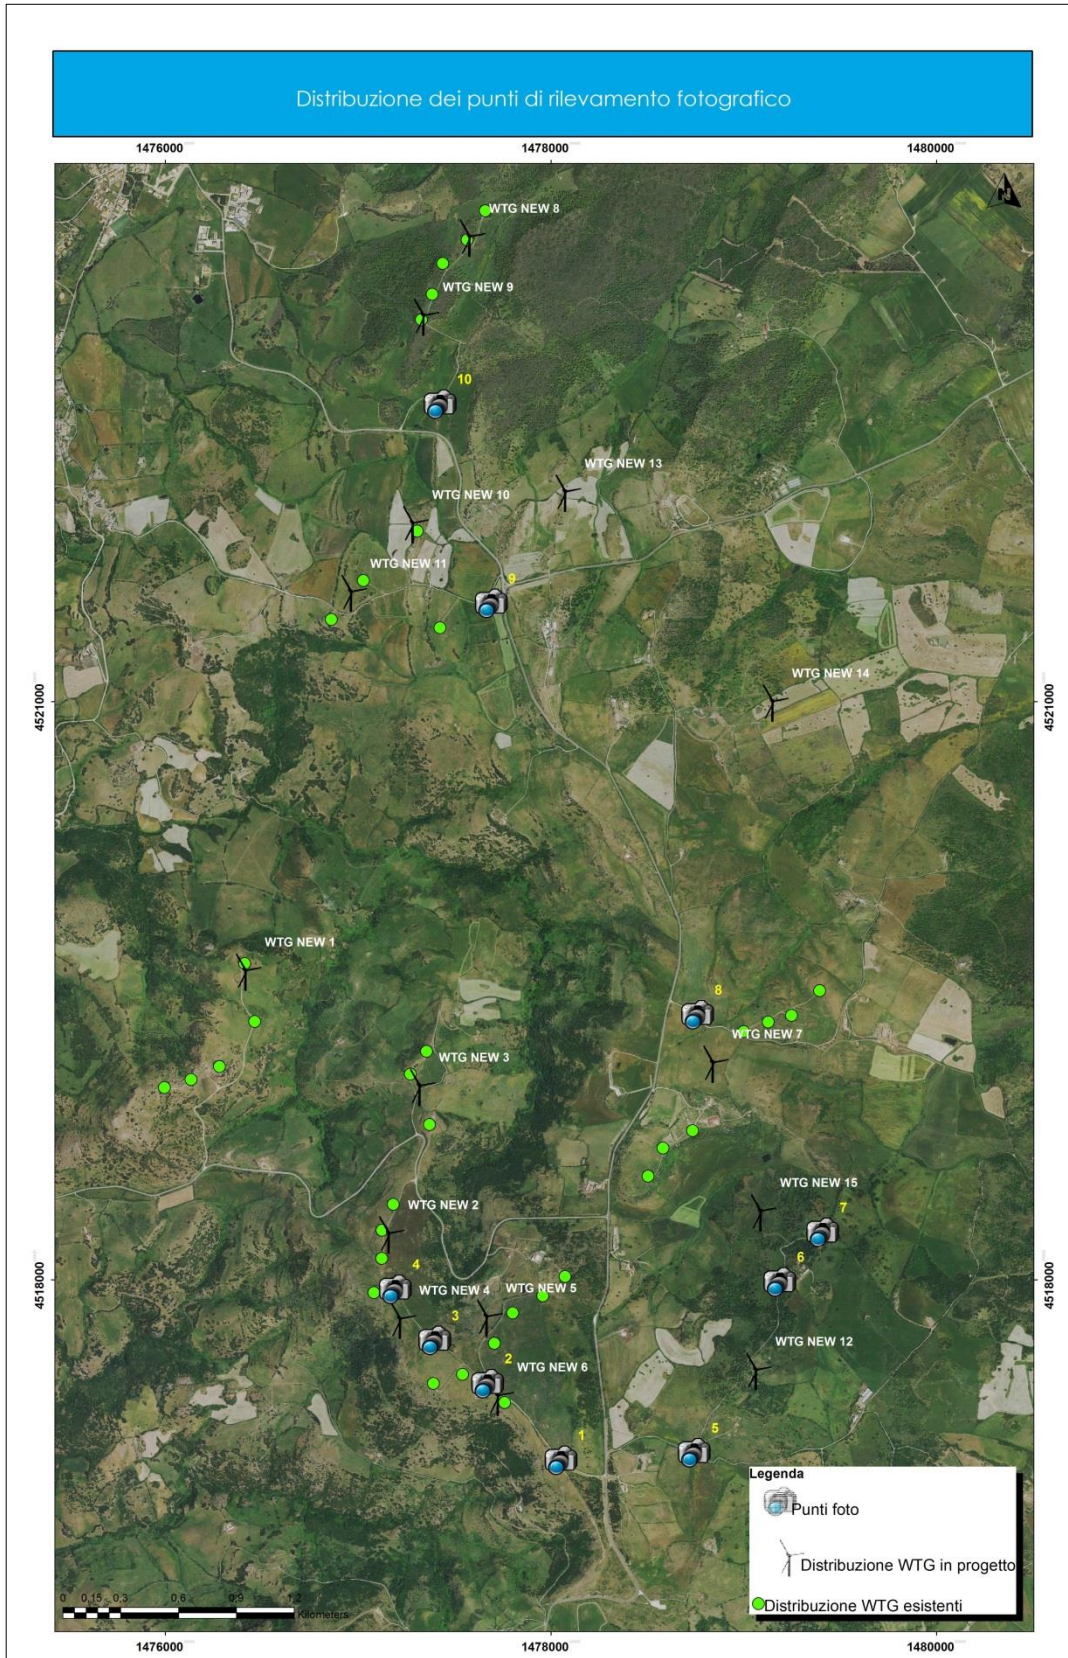 Distribuzione dei punti di rilevamento fotografico
1476000
1478000
1480000
N
WTG NEW 8
WTG NEW 9
10
WTG NEW 13
WTG NEW 10
WTG NEW 11
9
WTG NEW 14
4521000
4521000
WTG NEW 1
8
WTG NEW 7
WTG NEW 3
WTG NEW 15
WTG NEW 2
7
6
4
4518000
4518000
WTG NEW 4
WTG NEW 5
3
2
WTG NEW 12
WTG NEW 6
1
5
Legenda
Punti foto
Distribuzione WTG in progetto
Distribuzione WTG esistenti
0 0,15 0,3 0,6 0,9 1,2
Kilometers
1476000
1478000
1480000